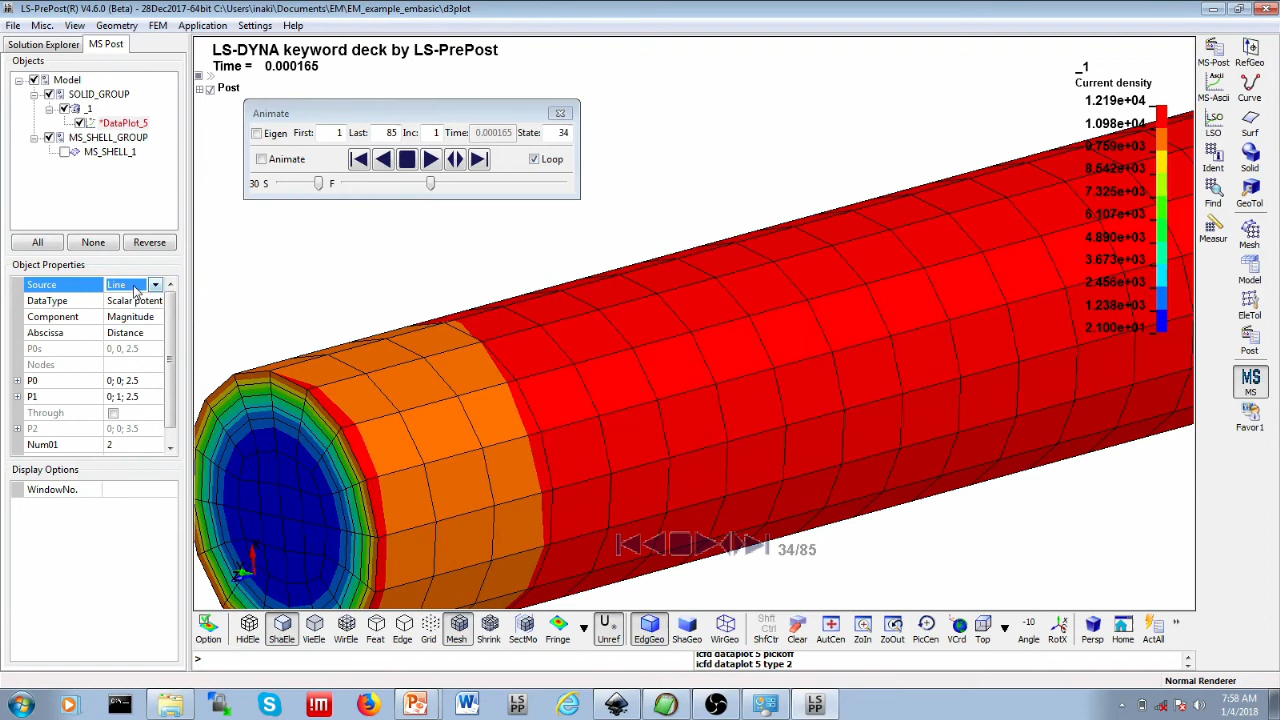 LS-PrePost(R) V4.6.0 (Beta) - 28Dec2017-64bit C:\Users\inaki\Documents\EM\EM_example_embasic\d3plot
File Misc. View Geometry FEM Application Settings Help
Solution Explorer MS Post
Objects
Model
SOLID_GROUP
_1
*DataPlot_5
MS_SHELL_GROUP
MS_SHELL_1
All None Reverse
Object Properties
Source Line
DataType Scalar potent
Component Magnitude
Abscissa Distance
P0s 0, 0, 2.5
Nodes
P0 0; 0; 2.5
P1 0; 1; 2.5
Through
P2 0; 0; 3.5
Num01 2
Display Options
WindowNo.
LS-DYNA keyword deck by LS-PrePost
Time = 0.000165
Post
Animate
Eigen First: 1 Last: 85 Inc: 1 Time: 0.000165 State: 34
Animate Loop
30 S F
_1
Current density
1.219e+04
1.098e+04
9.759e+03
8.542e+03
7.325e+03
6.107e+03
4.890e+03
3.673e+03
2.456e+03
1.238e+03
2.100e+01
34/85
X
Y
Z
MS-Post RefGeo
Ascii
MS-Ascii Curve
LSO
LSO Surf
Ident Solid
Find GeoTol
Measur Mesh
Model
EleTol
Post
MS
MS
Favor1
Option HidEle ShaEle VieEle WirEle Feat Edge Grid Mesh Shrink SectMo Fringe Unref EdgGeo ShaGeo WirGeo ShfCtr Clear AutCen ZoIn ZoOut PicCen VCrd Top Angle RotX Persp Home ActAll
Shft
Ctrl
-10
>
icfd dataplot 5 pickoff
icfd dataplot 5 type 2
Normal Renderer
7:58 AM
1/4/2018